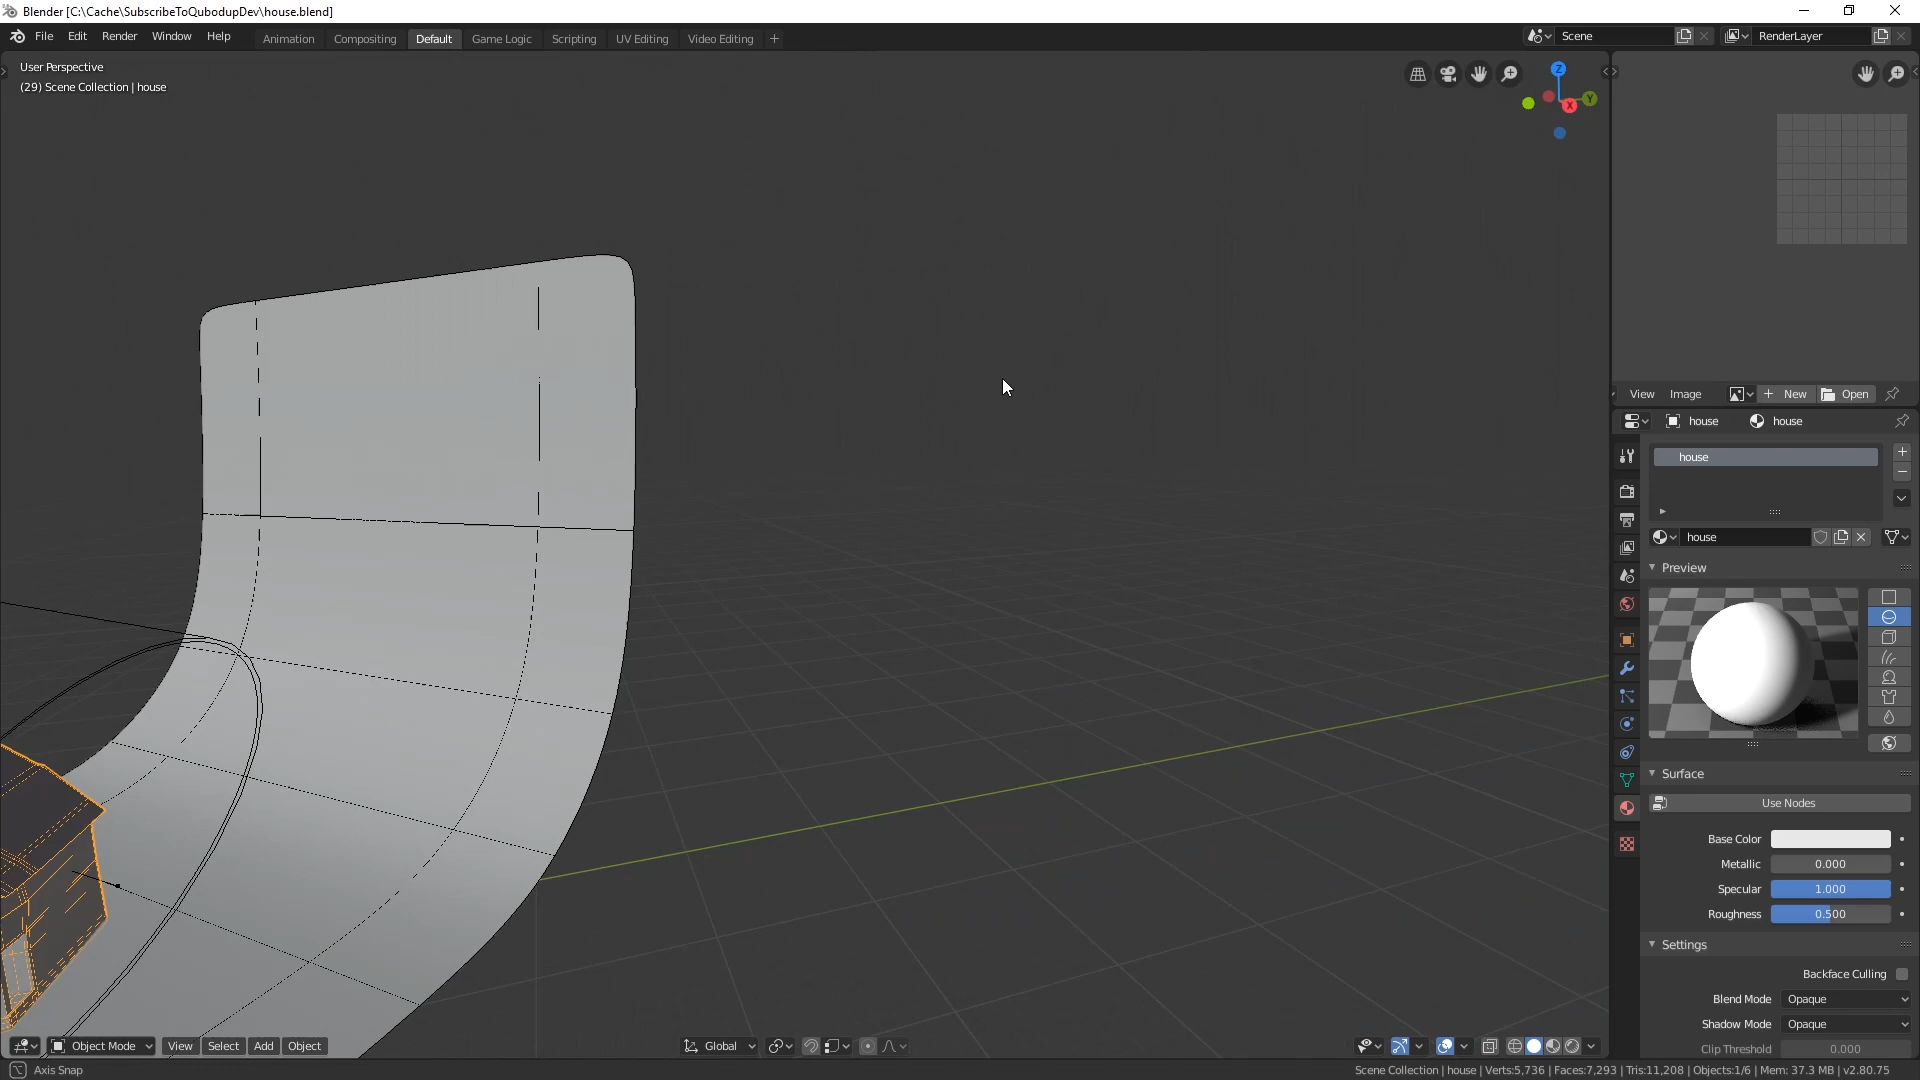 Blender [C:\Cache\SubscribeToQubodupDev\house.blend]
File Edit Render Window Help Animation Compositing Default Game Logic Scripting UV Editing Video Editing + Scene RenderLayer
User Perspective
(29) Scene Collection | house
Z
Y
X
View Image + New Open
house house
house
house
Preview
Surface
Use Nodes
Base Color
Metallic 0.000
Specular 1.000
Roughness 0.500
Settings
Backface Culling
Blend Mode Opaque
Shadow Mode Opaque
Clip Threshold 0.000
Object Mode View Select Add Object Global
Axis Snap Scene Collection | house | Verts:5,736 | Faces:7,293 | Tris:11,208 | Objects:1/6 | Mem: 37.3 MB | v2.80.75